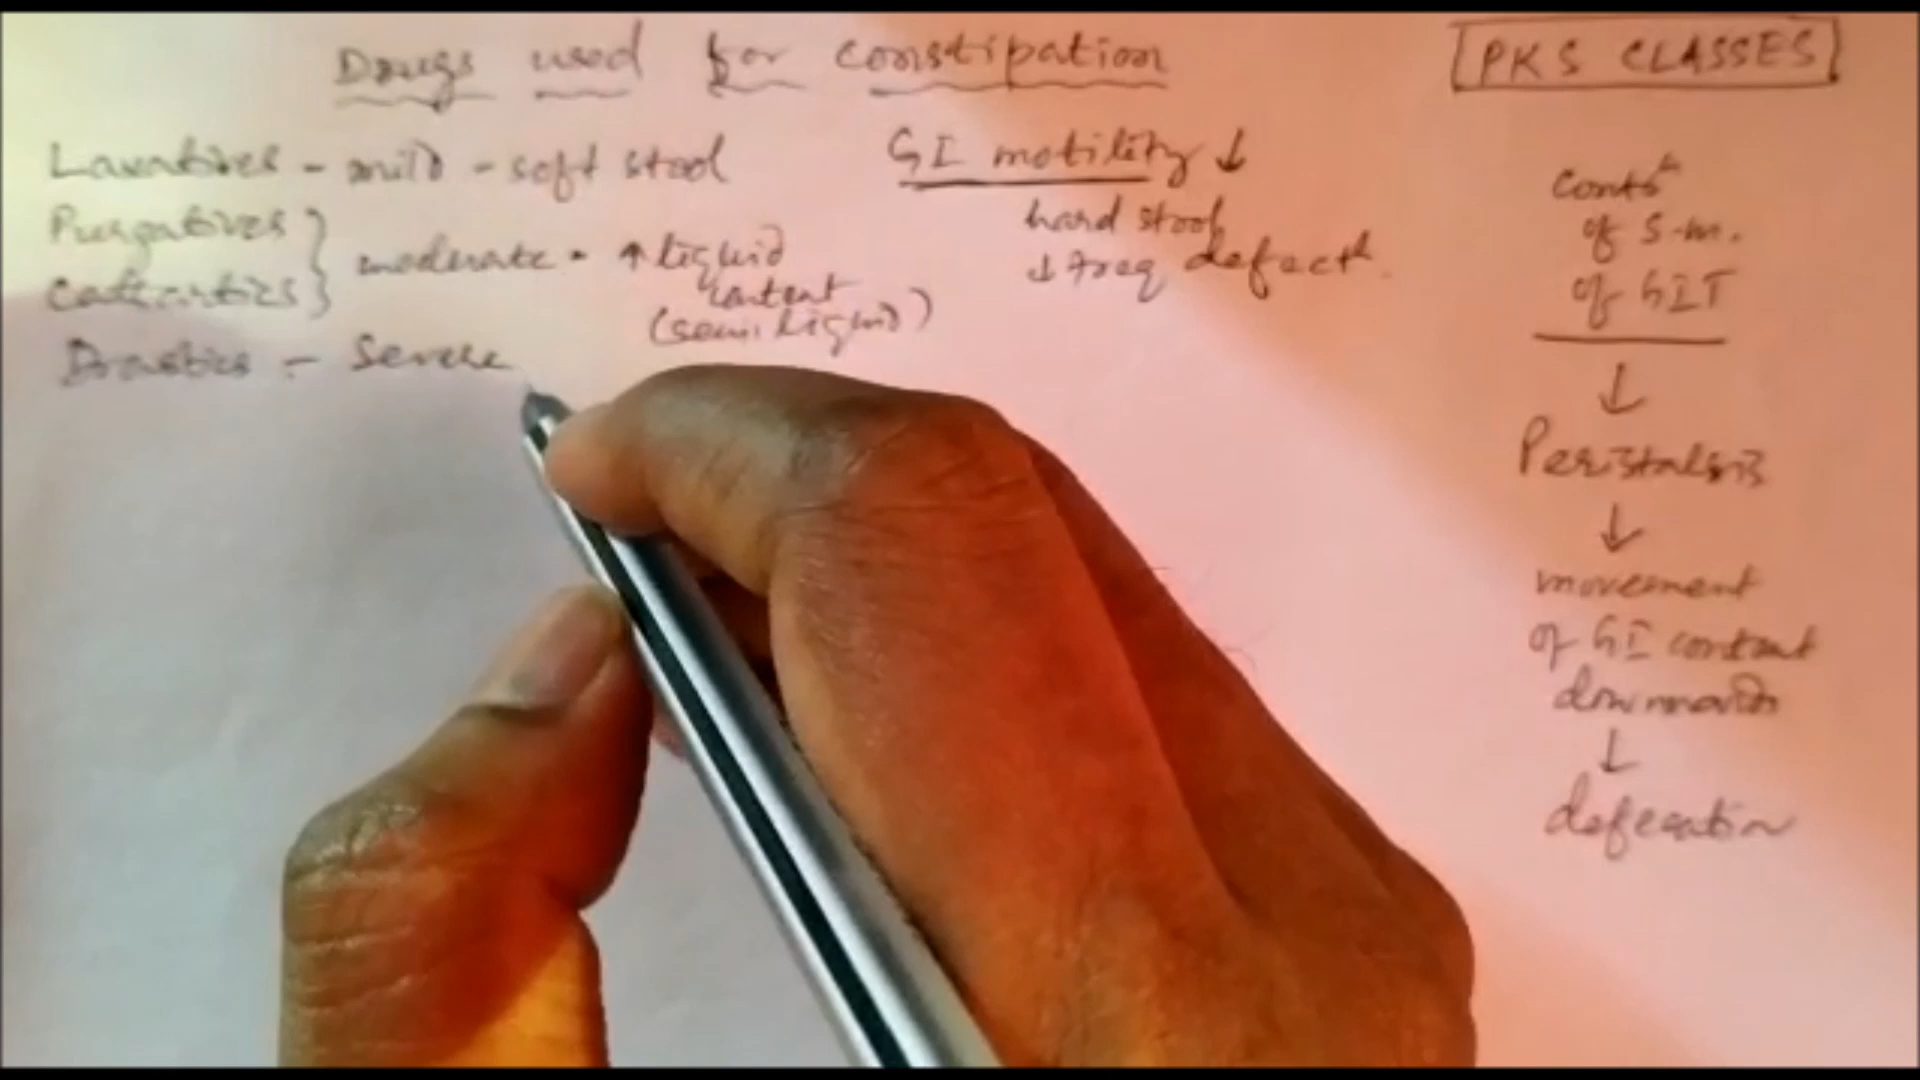 Drugs used for constipation
[PKS CLASSES]
Laxatives - mild - soft stool
Purgatives }
Cathartics } moderate - ↑ liquid
content
(semi liquid)
Drastics - Severe
GI motility ↓
hard stool
↓ freq defectn.
Contn
of S.m.
of GIT
↓
Peristalsis
↓
movement
of GI content
downwards
↓
defecation